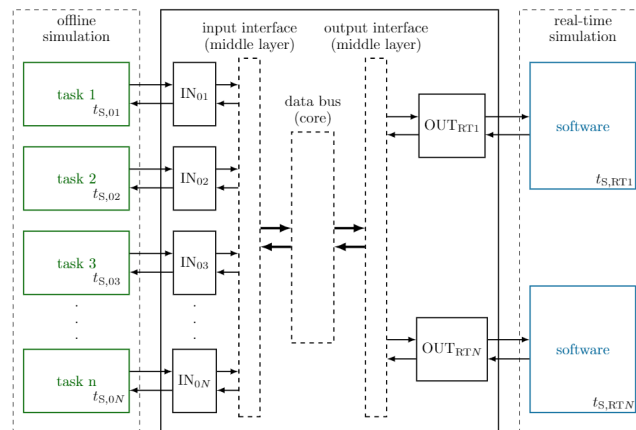 offline
simulation
input interface
(middle layer)
output interface
(middle layer)
real-time
simulation
task 1
t_S,01
IN_01
data bus
(core)
OUT_RT1
software
t_S,RT1
task 2
t_S,02
IN_02
task 3
t_S,03
IN_03
. . .
. . .
task n
t_S,0N
IN_0N
OUT_RTN
software
t_S,RTN